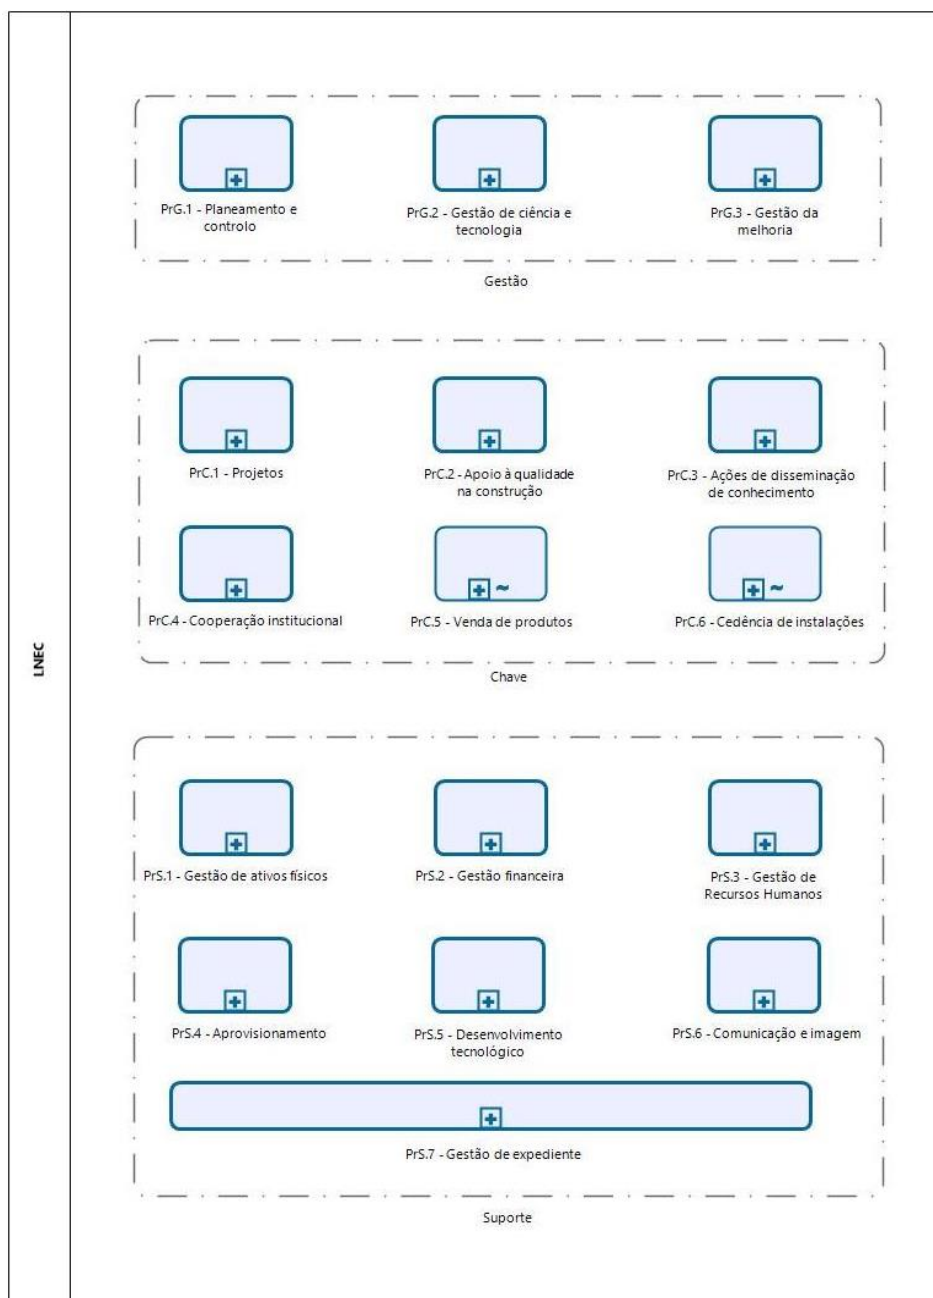 LNEC
PrG.1 - Planeamento e
controlo
PrG.2 - Gestão de ciência e
tecnologia
PrG.3 - Gestão da
melhoria
Gestão
PrC.1 - Projetos
PrC.2 - Apoio à qualidade
na construção
PrC.3 - Ações de disseminação
de conhecimento
PrC.4 - Cooperação institucional
PrC.5 - Venda de produtos
PrC.6 - Cedência de instalações
Chave
PrS.1 - Gestão de ativos físicos
PrS.2 - Gestão financeira
PrS.3 - Gestão de
Recursos Humanos
PrS.4 - Aprovisionamento
PrS.5 - Desenvolvimento
tecnológico
PrS.6 - Comunicação e imagem
PrS.7 - Gestão de expediente
Suporte